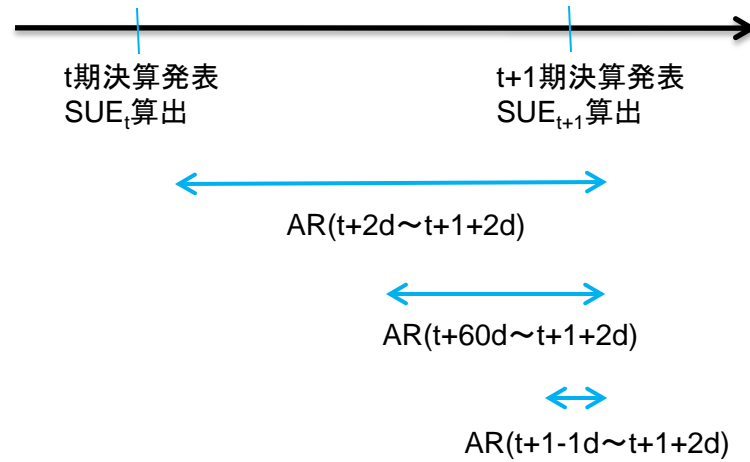 t期決算発表
SUEt算出
t+1期決算発表
SUEt+1算出
AR(t+2d～t+1+2d)
AR(t+60d～t+1+2d)
AR(t+1-1d～t+1+2d)